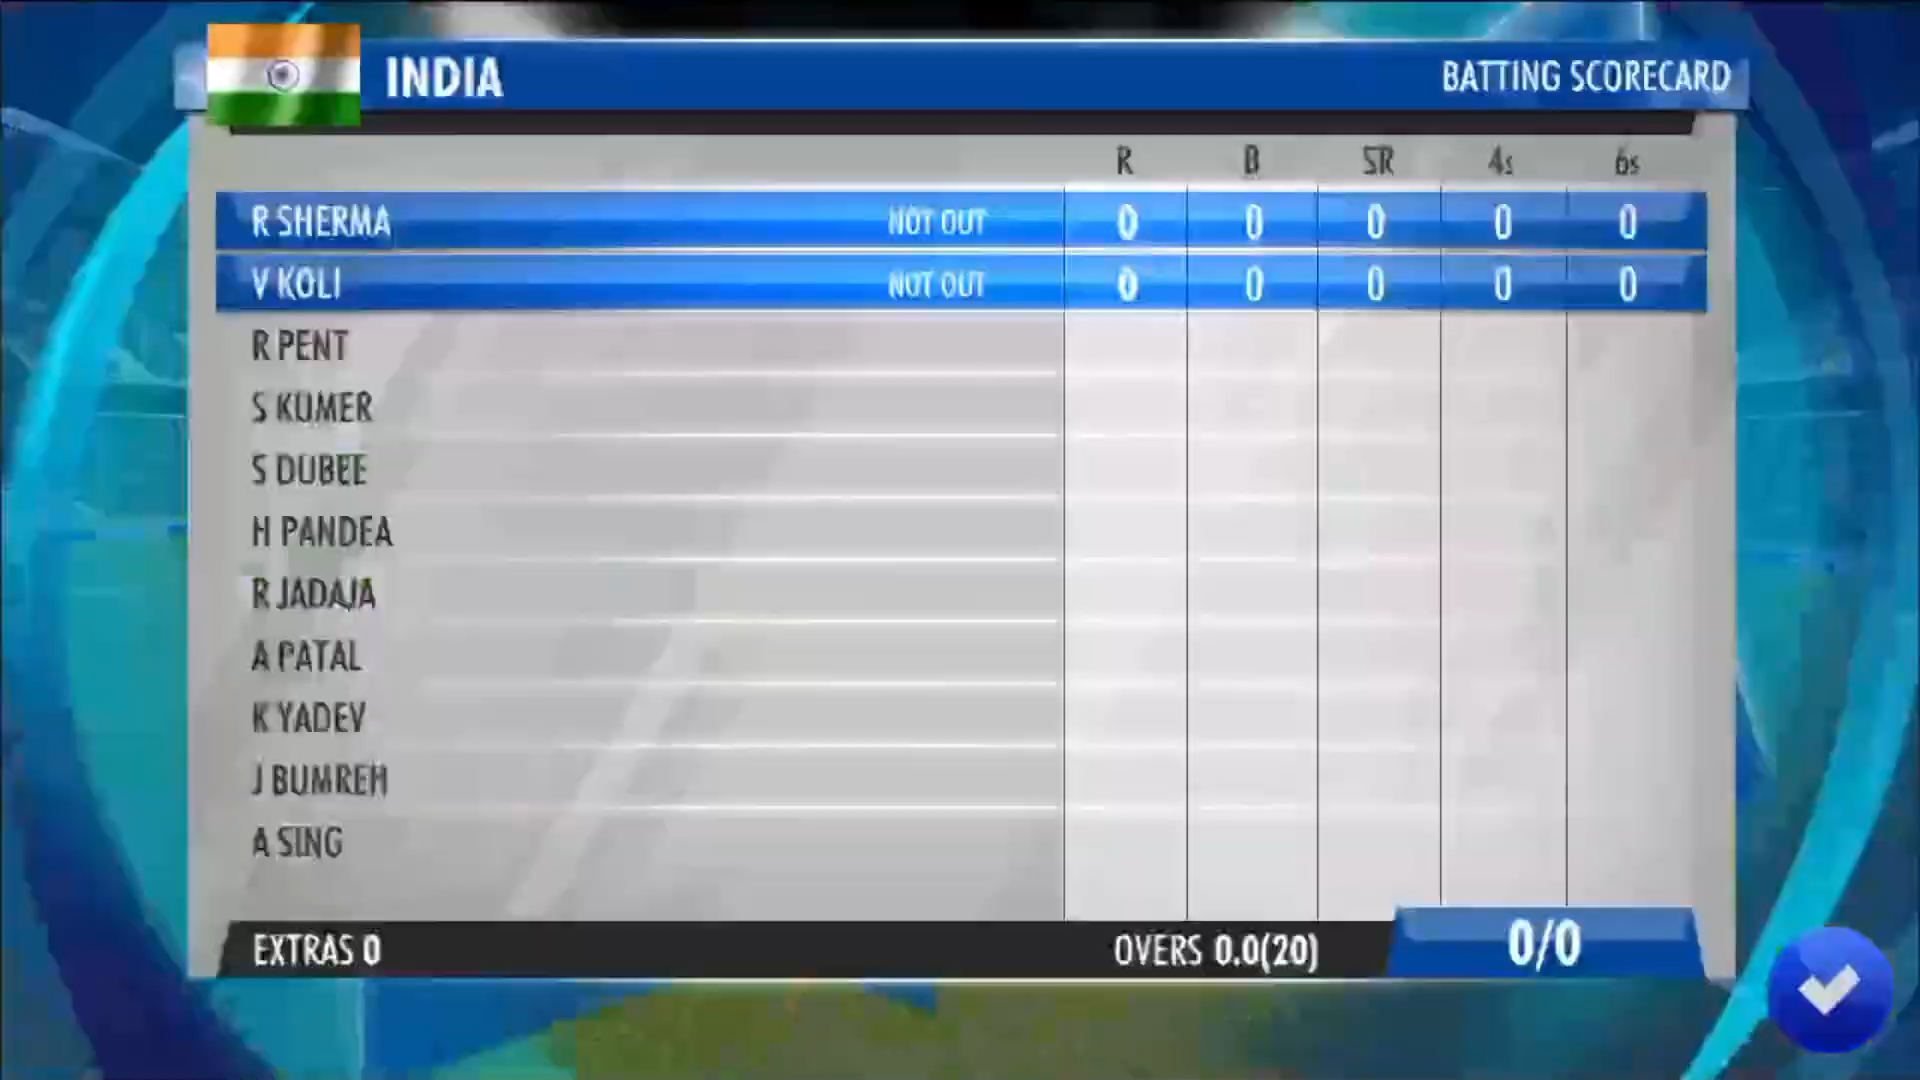 INDIA BATTING SCORECARD
R B SR 4s 6s
R SHERMA NOT OUT 0 0 0 0 0
V KOLI NOT OUT 0 0 0 0 0
R PENT
S KUMER
S DUBEE
H PANDEA
R JADAJA
A PATAL
K YADEV
J BUMREH
A SING
EXTRAS 0 OVERS 0.0(20) 0/0